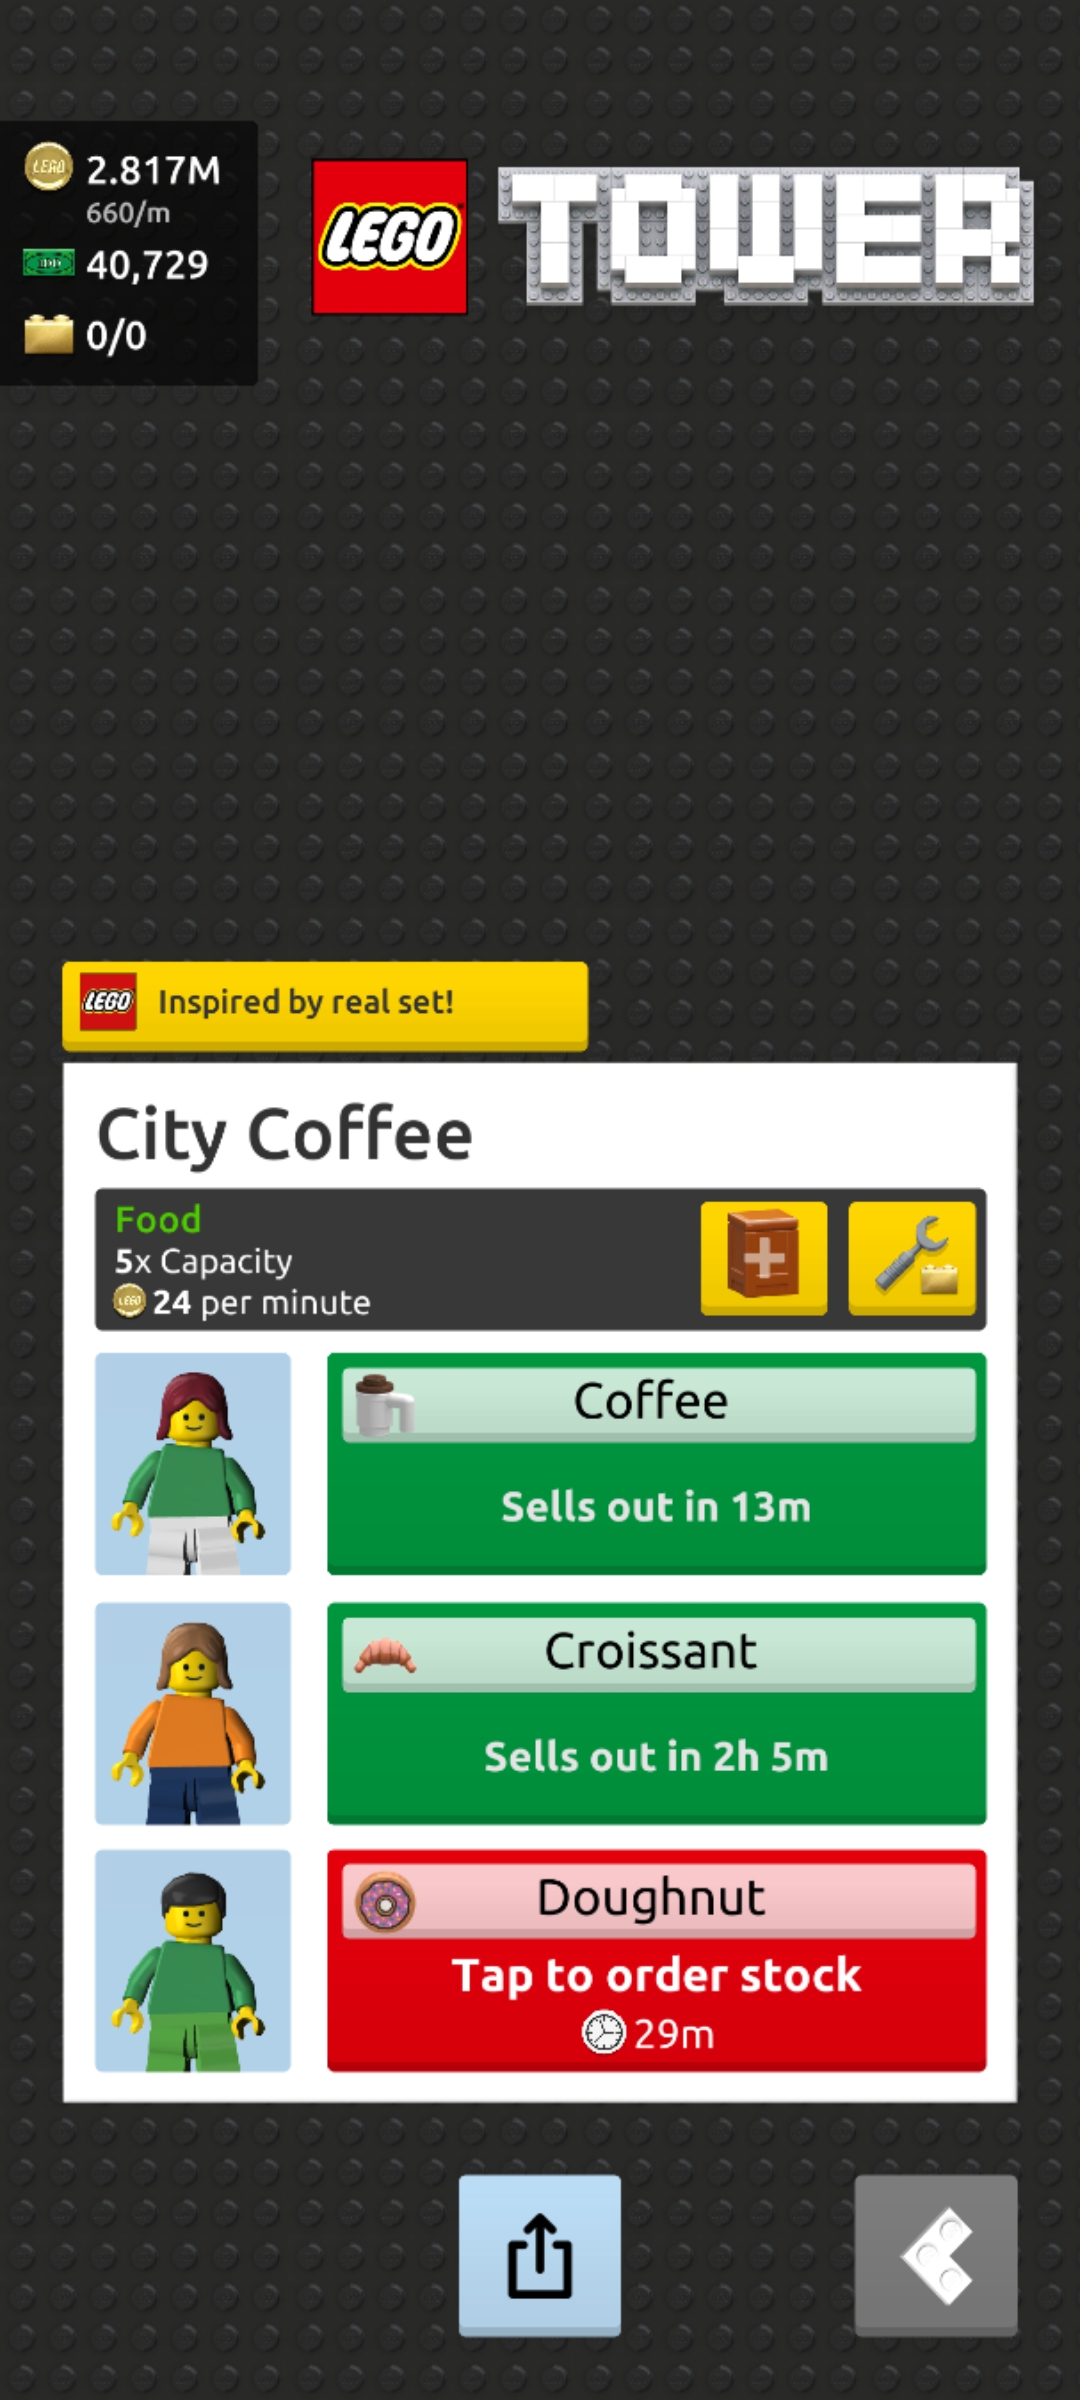 2.817M
660/m
40,729
0/0
LEGO TOWER
LEGO Inspired by real set!
City Coffee
Food
5x Capacity
24 per minute
Coffee
Sells out in 13m
Croissant
Sells out in 2h 5m
Doughnut
Tap to order stock
29m